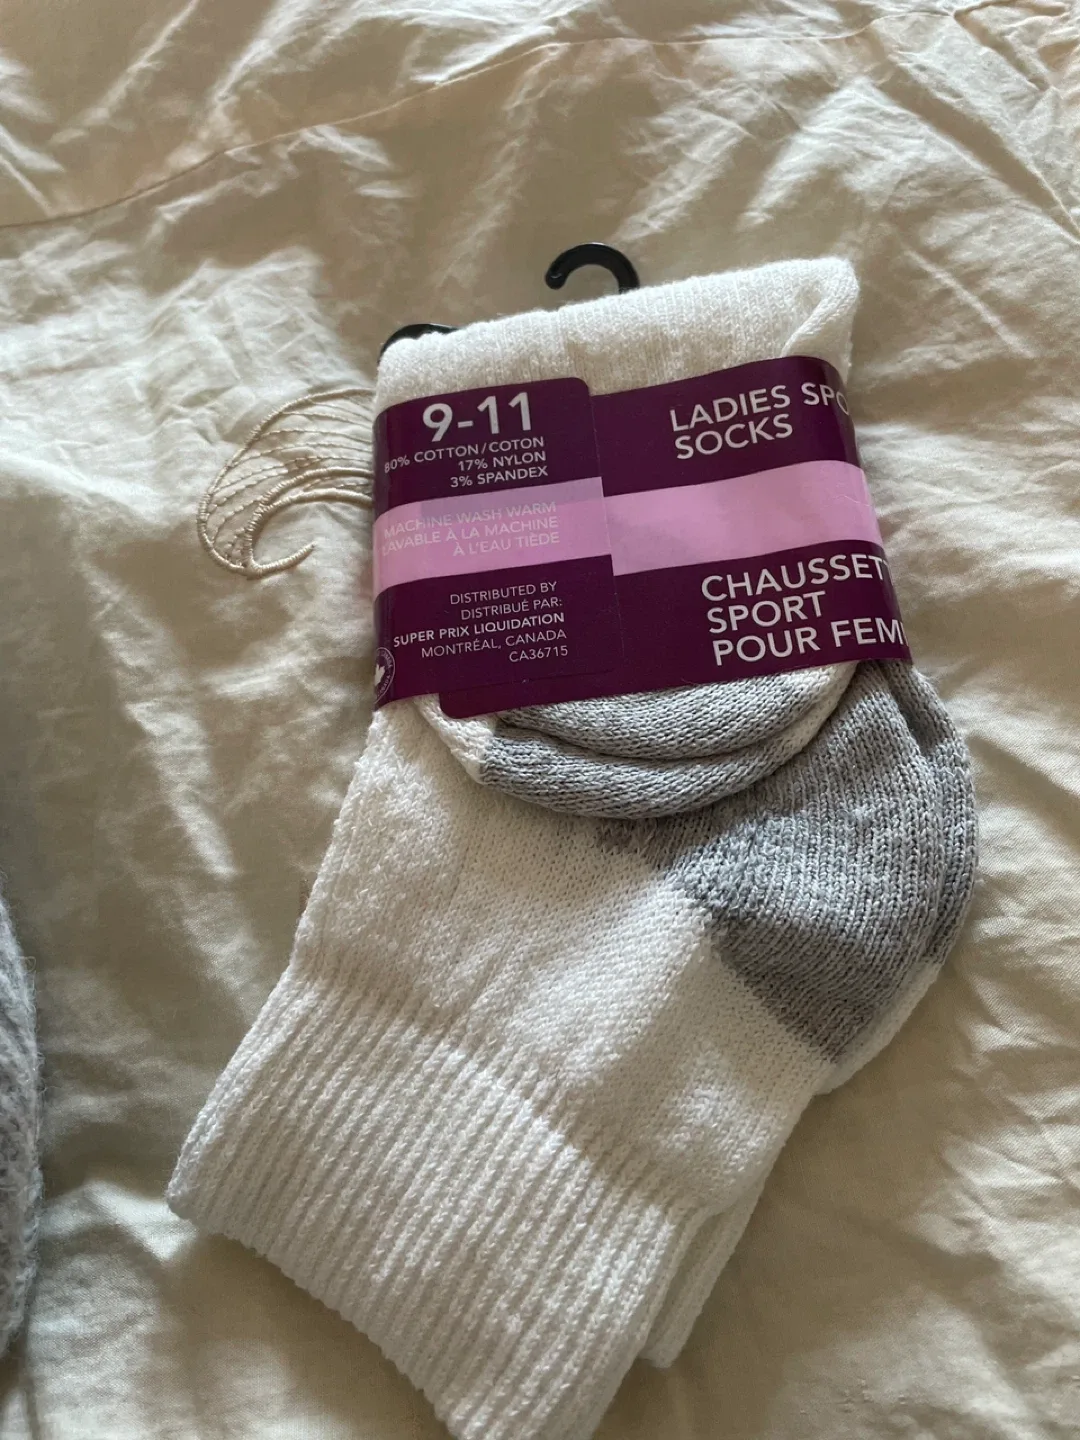 9-11
80% COTTON/COTON
17% NYLON
3% SPANDEX
MACHINE WASH WARM
LAVABLE À LA MACHINE
À L'EAU TIÈDE
DISTRIBUTED BY
DISTRIBUÉ PAR:
SUPER PRIX LIQUIDATION
MONTRÉAL, CANADA
CA36715
LADIES SPO
SOCKS
CHAUSSET
SPORT
POUR FEM